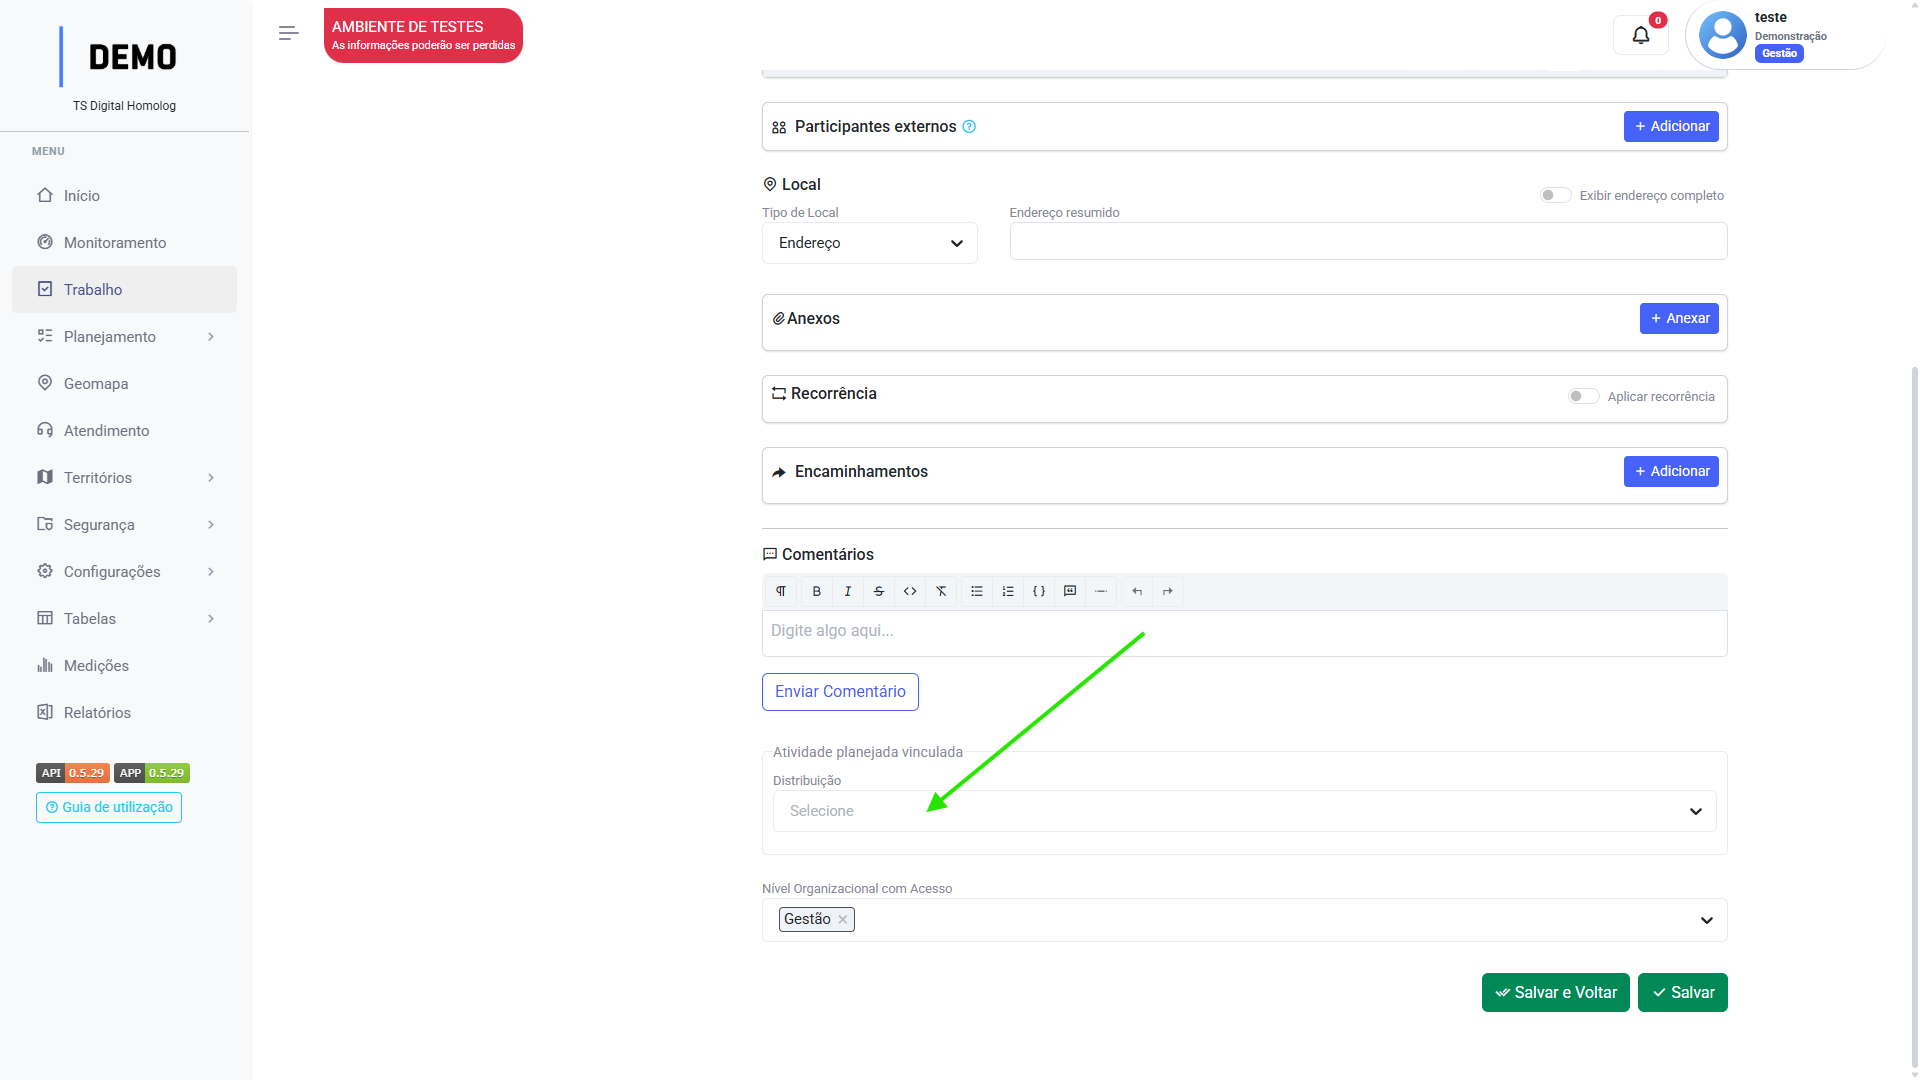 DEMO
TS Digital Homolog
MENU
Início
Monitoramento
Trabalho
Planejamento
Geomapa
Atendimento
Territórios
Segurança
Configurações
Tabelas
Medições
Relatórios
API 0.5.29 APP 0.5.29
Guia de utilização
AMBIENTE DE TESTES
As informações poderão ser perdidas
0
teste
Demonstração
Gestão
Participantes externos
+ Adicionar
Local
Exibir endereço completo
Tipo de Local
Endereço resumido
Endereço
Anexos
+ Anexar
Recorrência
Aplicar recorrência
Encaminhamentos
+ Adicionar
Comentários
Digite algo aqui...
Enviar Comentário
Atividade planejada vinculada
Distribuição
Selecione
Nível Organizacional com Acesso
Gestão
Salvar e Voltar
Salvar